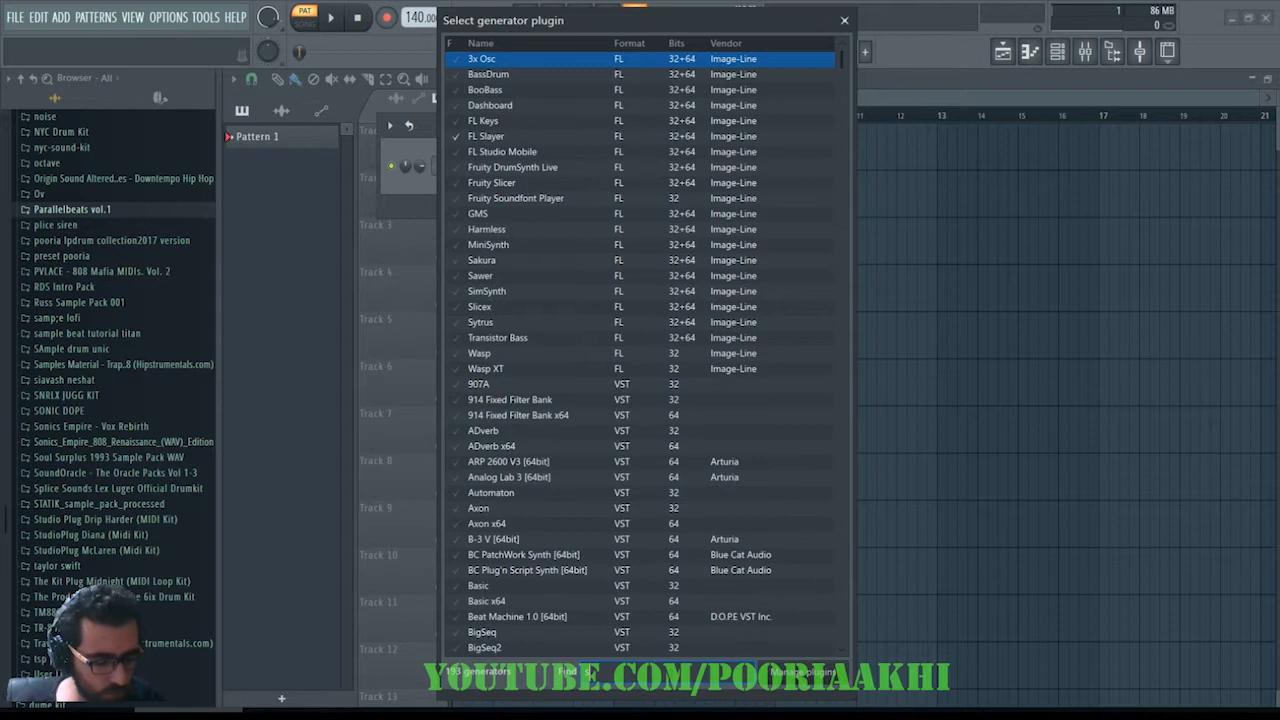 FILE EDIT ADD PATTERNS VIEW OPTIONS TOOLS HELP
PAT
SONG
140.00
1
86 MB
0
Select generator plugin
Browser - All
Pattern 1
noise
NYC Drum Kit
nyc-sound-kit
octave
Origin Sound Altered...es - Downtempo Hip Hop
Ov
Parallelbeats vol.1
plice siren
pooria lpdrum collection2017 version
preset pooria
PVLACE - 808 Mafia MIDIs. Vol. 2
RDS Intro Pack
Russ Sample Pack 001
samp;e lofi
sample beat tutorial titan
SAmple drum unic
Samples Material - Trap..8 (Hipstrumentals.com)
siavash neshat
SNRLX JUGG KIT
SONIC DOPE
Sonics Empire - Vox Rebirth
Sonics_Empire_808_Renaissance_(WAV)_Edition
Soul Surplus 1993 Sample Pack WAV
SoundOracle - The Oracle Packs Vol 1-3
Splice Sounds Lex Luger Official Drumkit
STATIK_sample_pack_processed
Studio Plug Drip Harder (MIDI Kit)
StudioPlug Diana (Midi Kit)
StudioPlug McLaren (Midi Kit)
taylor swift
The Kit Plug Midnight (MIDI Loop Kit)
6ix Drum Kit
tsp
dume kit
F Name Format Bits Vendor
3x Osc FL 32+64 Image-Line
BassDrum FL 32+64 Image-Line
BooBass FL 32+64 Image-Line
Dashboard FL 32+64 Image-Line
FL Keys FL 32+64 Image-Line
FL Slayer FL 32+64 Image-Line
FL Studio Mobile FL 32+64 Image-Line
Fruity DrumSynth Live FL 32+64 Image-Line
Fruity Slicer FL 32+64 Image-Line
Fruity Soundfont Player FL 32 Image-Line
GMS FL 32+64 Image-Line
Harmless FL 32+64 Image-Line
MiniSynth FL 32+64 Image-Line
Sakura FL 32+64 Image-Line
Sawer FL 32+64 Image-Line
SimSynth FL 32+64 Image-Line
Slicex FL 32+64 Image-Line
Sytrus FL 32+64 Image-Line
Transistor Bass FL 32+64 Image-Line
Wasp FL 32 Image-Line
Wasp XT FL 32 Image-Line
907A VST 32
914 Fixed Filter Bank VST 32
914 Fixed Filter Bank x64 VST 64
ADverb VST 32
ADverb x64 VST 64
ARP 2600 V3 [64bit] VST 64 Arturia
Analog Lab 3 [64bit] VST 64 Arturia
Automaton VST 32
Axon VST 32
Axon x64 VST 64
B-3 V [64bit] VST 64 Arturia
BC PatchWork Synth [64bit] VST 64 Blue Cat Audio
BC Plug'n Script Synth [64bit] VST 64 Blue Cat Audio
Basic VST 32
Basic x64 VST 64
Beat Machine 1.0 [64bit] VST 64 D.O.P.E VST Inc.
BigSeq VST 32
BigSeq2 VST 64
193 generators Find Manage plugins
Track 3
Track 4
Track 5
Track 6
Track 7
Track 8
Track 9
Track 10
Track 11
Track 12
Track 13
11 12 13 14 15 16 17 18 19 20 21
YOUTUBE.COM/POORIAAKHI